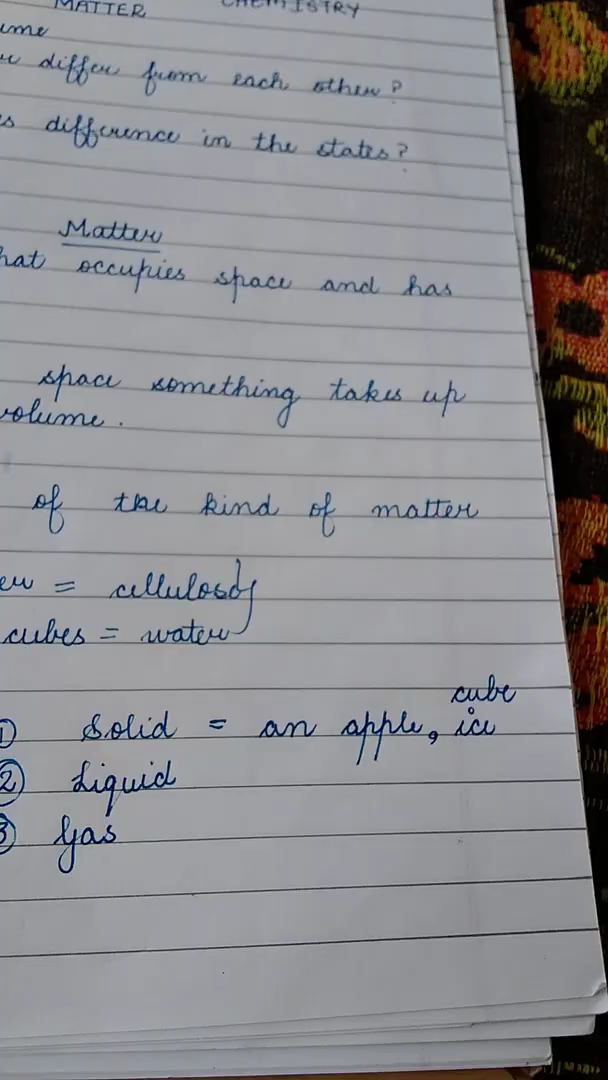 MATTER CHEMISTRY
ume
differ from each other?
s difference in the states?
Matter
hat occupies space and has
space something takes up
volume.
of the kind of matter
er = cellulose
cubes = water
cube
① Solid = an apple, ice
② Liquid
③ Gas